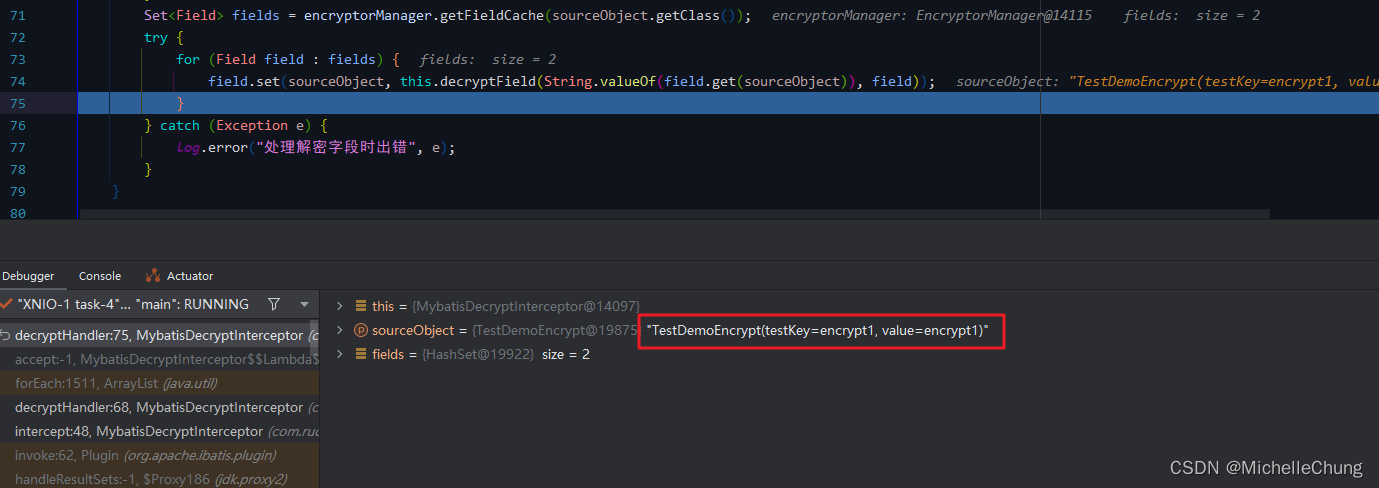 71 Set<Field> fields = encryptorManager.getFieldCache(sourceObject.getClass()); encryptorManager: EncryptorManager@14115 fields: size = 2
72 try {
73 for (Field field : fields) { fields: size = 2
74 field.set(sourceObject, this.decryptField(String.valueOf(field.get(sourceObject)), field)); sourceObject: "TestDemoEncrypt(testKey=encrypt1, valu
75 }
76 } catch (Exception e) {
77 log.error("处理解密字段时出错", e);
78 }
79 }
80
Debugger Console Actuator
"XNIO-1 task-4"... "main": RUNNING
decryptHandler:75, MybatisDecryptInterceptor (c
accept:-1, MybatisDecryptInterceptor$$Lambda$
forEach:1511, ArrayList (java.util)
decryptHandler:68, MybatisDecryptInterceptor (c
intercept:48, MybatisDecryptInterceptor (com.ruo
invoke:62, Plugin (org.apache.ibatis.plugin)
handleResultSets:-1, $Proxy186 (jdk.proxy2)
this = {MybatisDecryptInterceptor@14097}
sourceObject = {TestDemoEncrypt@19875} "TestDemoEncrypt(testKey=encrypt1, value=encrypt1)"
fields = {HashSet@19922} size = 2
CSDN @MichelleChung